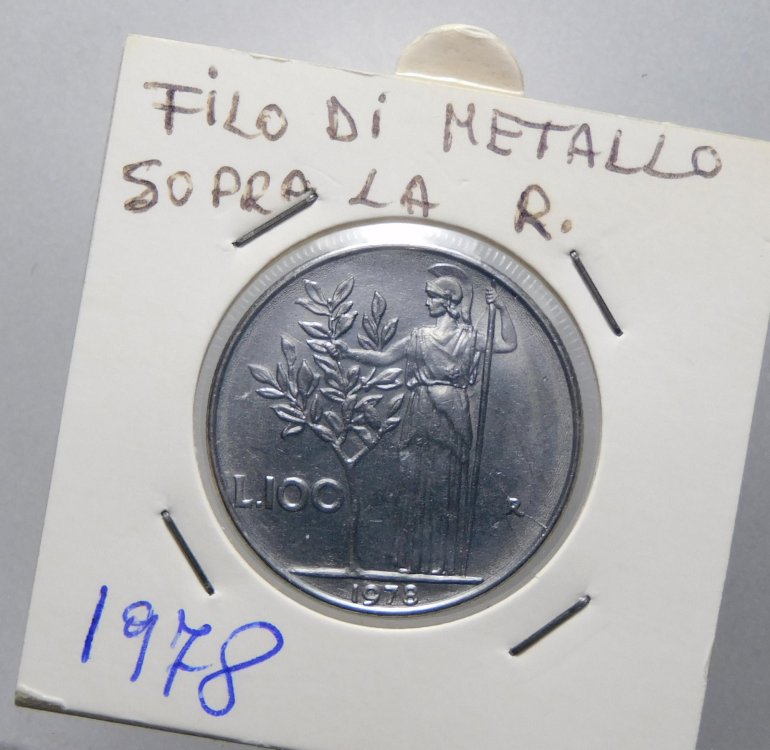 FILO DI METALLO
SOPRA LA R.
L.100
R
1978
1978